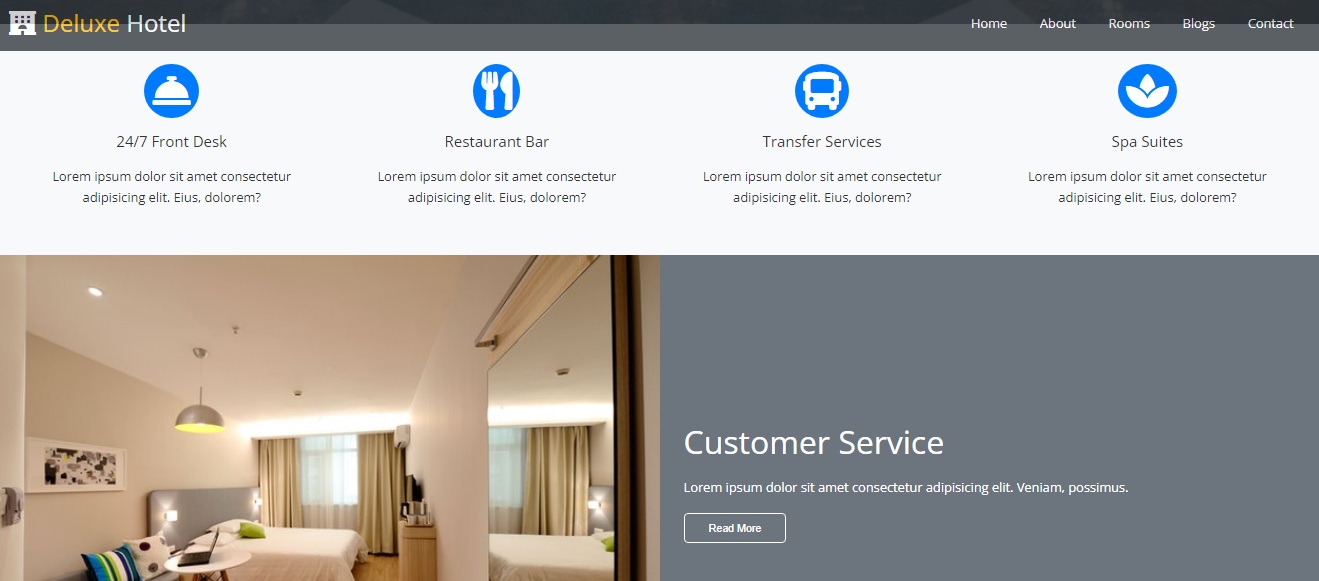 Deluxe Hotel
Home About Rooms Blogs Contact
24/7 Front Desk
Lorem ipsum dolor sit amet consectetur
adipisicing elit. Eius, dolorem?
Restaurant Bar
Lorem ipsum dolor sit amet consectetur
adipisicing elit. Eius, dolorem?
Transfer Services
Lorem ipsum dolor sit amet consectetur
adipisicing elit. Eius, dolorem?
Spa Suites
Lorem ipsum dolor sit amet consectetur
adipisicing elit. Eius, dolorem?
Customer Service
Lorem ipsum dolor sit amet consectetur adipisicing elit. Veniam, possimus.
Read More